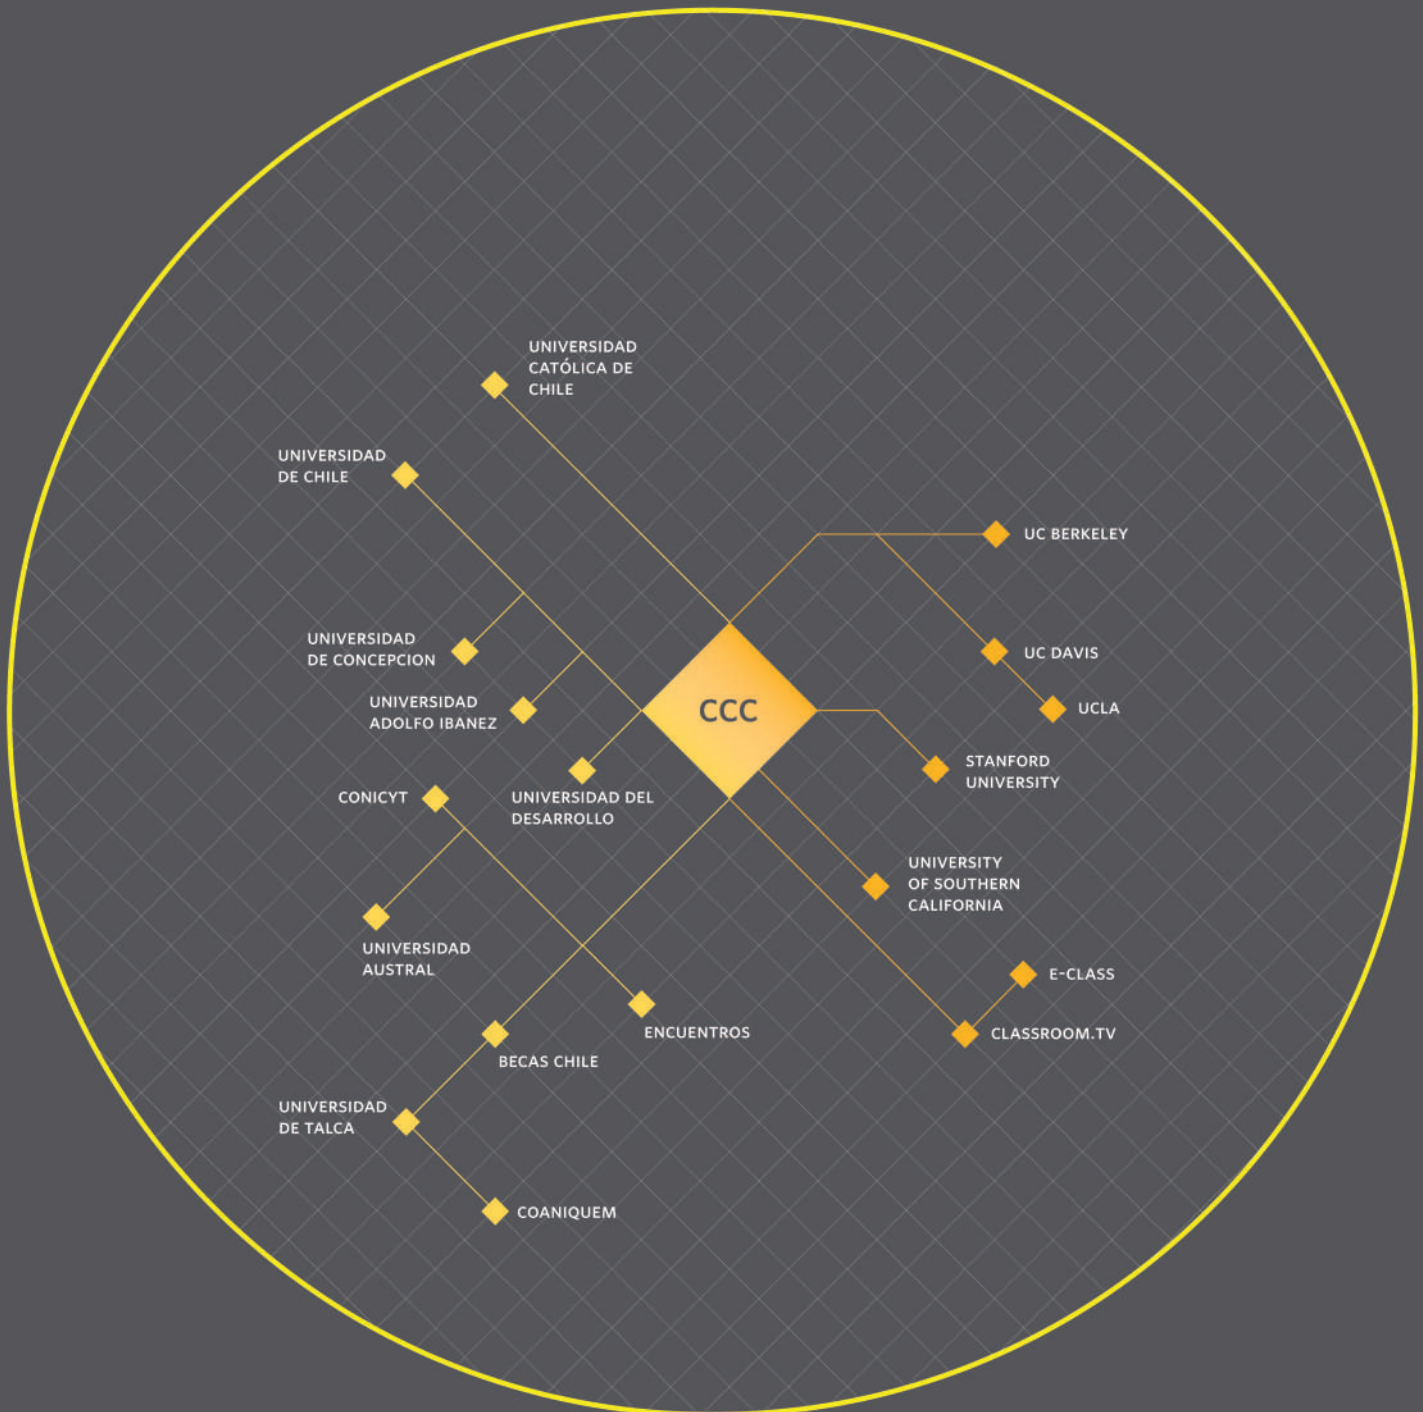 UNIVERSIDAD
CATÓLICA DE
CHILE
UNIVERSIDAD
DE CHILE
UC BERKELEY
UNIVERSIDAD
DE CONCEPCION
UC DAVIS
UNIVERSIDAD
ADOLFO IBANEZ
CCC
UCLA
STANFORD
UNIVERSITY
CONICYT
UNIVERSIDAD DEL
DESARROLLO
UNIVERSITY
OF SOUTHERN
CALIFORNIA
UNIVERSIDAD
AUSTRAL
E-CLASS
ENCUENTROS
CLASSROOM.TV
BECAS CHILE
UNIVERSIDAD
DE TALCA
COANIQUEM